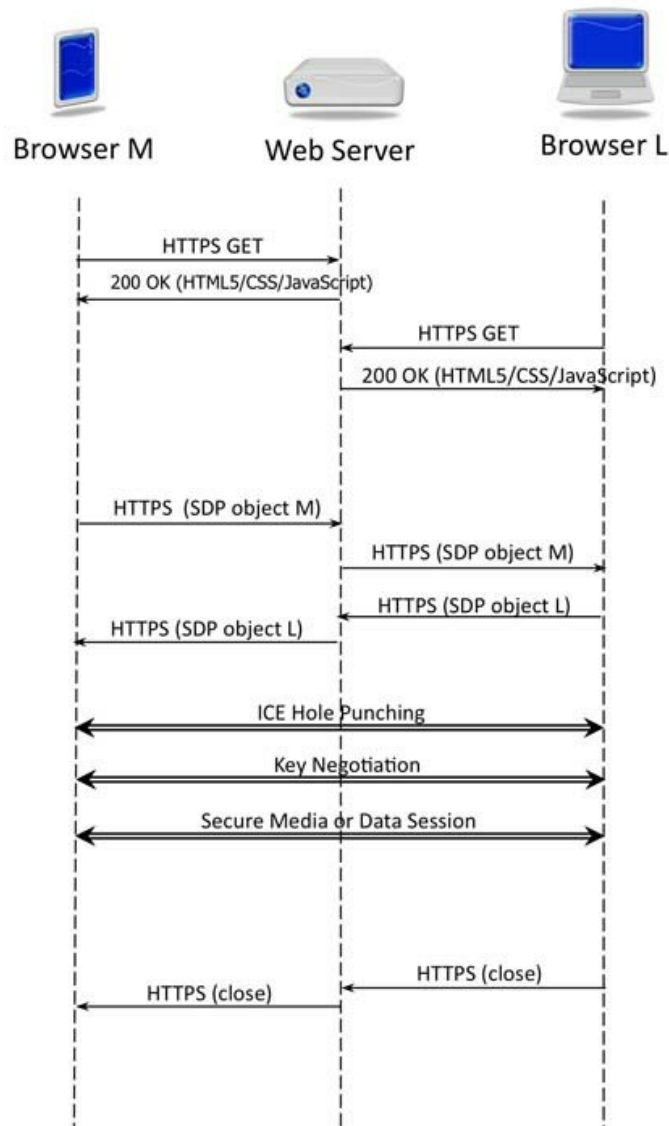 Browser M
Web Server
Browser L
HTTPS GET
200 OK (HTML5/CSS/JavaScript)
HTTPS GET
200 OK (HTML5/CSS/JavaScript)
HTTPS (SDP object M)
HTTPS (SDP object M)
HTTPS (SDP object L)
HTTPS (SDP object L)
ICE Hole Punching
Key Negotiation
Secure Media or Data Session
HTTPS (close)
HTTPS (close)